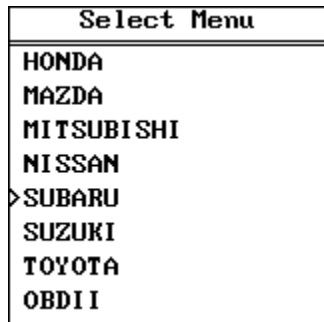 Select Menu
HONDA
MAZDA
MITSUBISHI
NISSAN
>SUBARU
SUZUKI
TOYOTA
OBDII